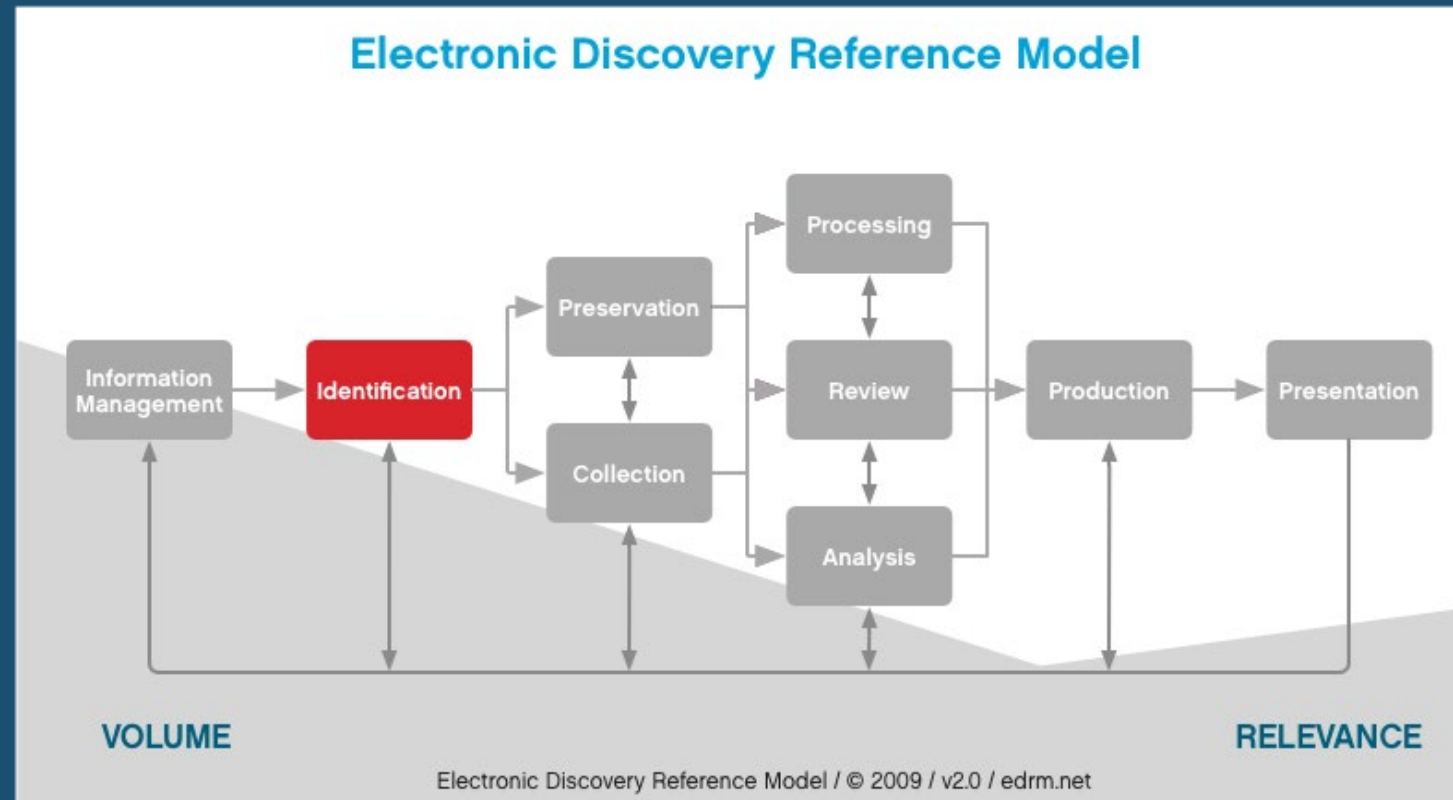 Electronic Discovery Reference Model
Processing
Preservation
Information
Management
Identification
Review
Production
Presentation
Collection
Analysis
VOLUME
RELEVANCE
Electronic Discovery Reference Model / © 2009 / v2.0 / edrm.net